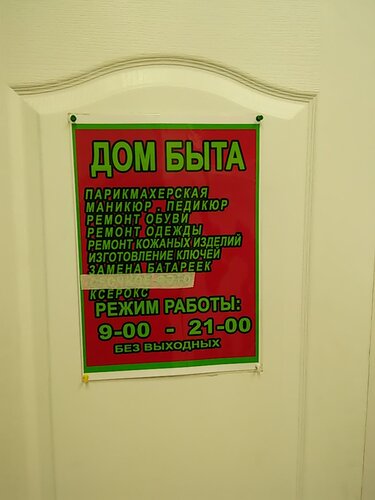 ДОМ БЫТА
ПАРИКМАХЕРСКАЯ
МАНИКЮР . ПЕДИКЮР
РЕМОНТ ОБУВИ
РЕМОНТ ОДЕЖДЫ
РЕМОНТ КОЖАНЫХ ИЗДЕЛИЙ
ИЗГОТОВЛЕНИЕ КЛЮЧЕЙ
ЗАМЕНА БАТАРЕЕК
КСЕРОКС
РЕЖИМ РАБОТЫ:
9-00 - 21-00
БЕЗ ВЫХОДНЫХ